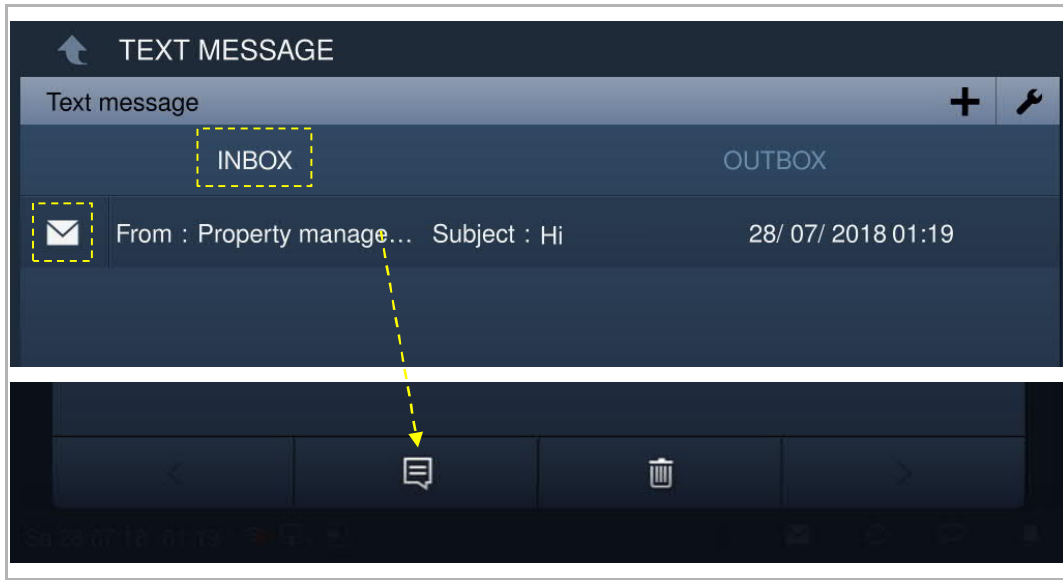 TEXT MESSAGE
Text message
INBOX OUTBOX
From : Property manage... Subject : Hi 28/ 07/ 2018 01:19